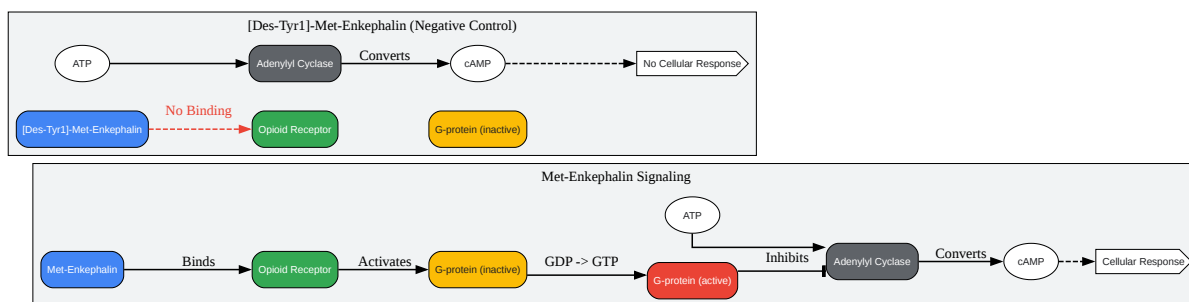 [Des-Tyr1]-Met-Enkephalin (Negative Control)
ATP
Adenylyl Cyclase
Converts
cAMP
No Cellular Response
[Des-Tyr1]-Met-Enkephalin
No Binding
Opioid Receptor
G-protein (inactive)
Met-Enkephalin Signaling
ATP
Met-Enkephalin
Binds
Opioid Receptor
Activates
G-protein (inactive)
GDP -> GTP
G-protein (active)
Inhibits
Adenylyl Cyclase
Converts
cAMP
Cellular Response